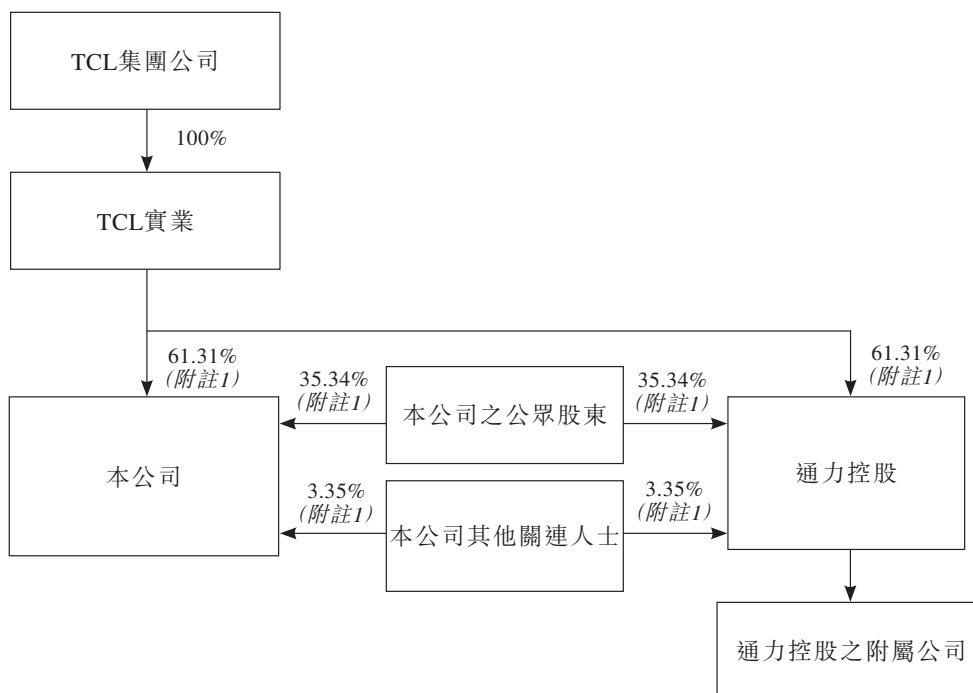 TCL集團公司
100%
TCL實業
61.31%
(附註1)
61.31%
(附註1)
35.34%
(附註1)
本公司之公眾股東
35.34%
(附註1)
本公司
通力控股
3.35%
(附註1)
本公司其他關連人士
3.35%
(附註1)
通力控股之附屬公司